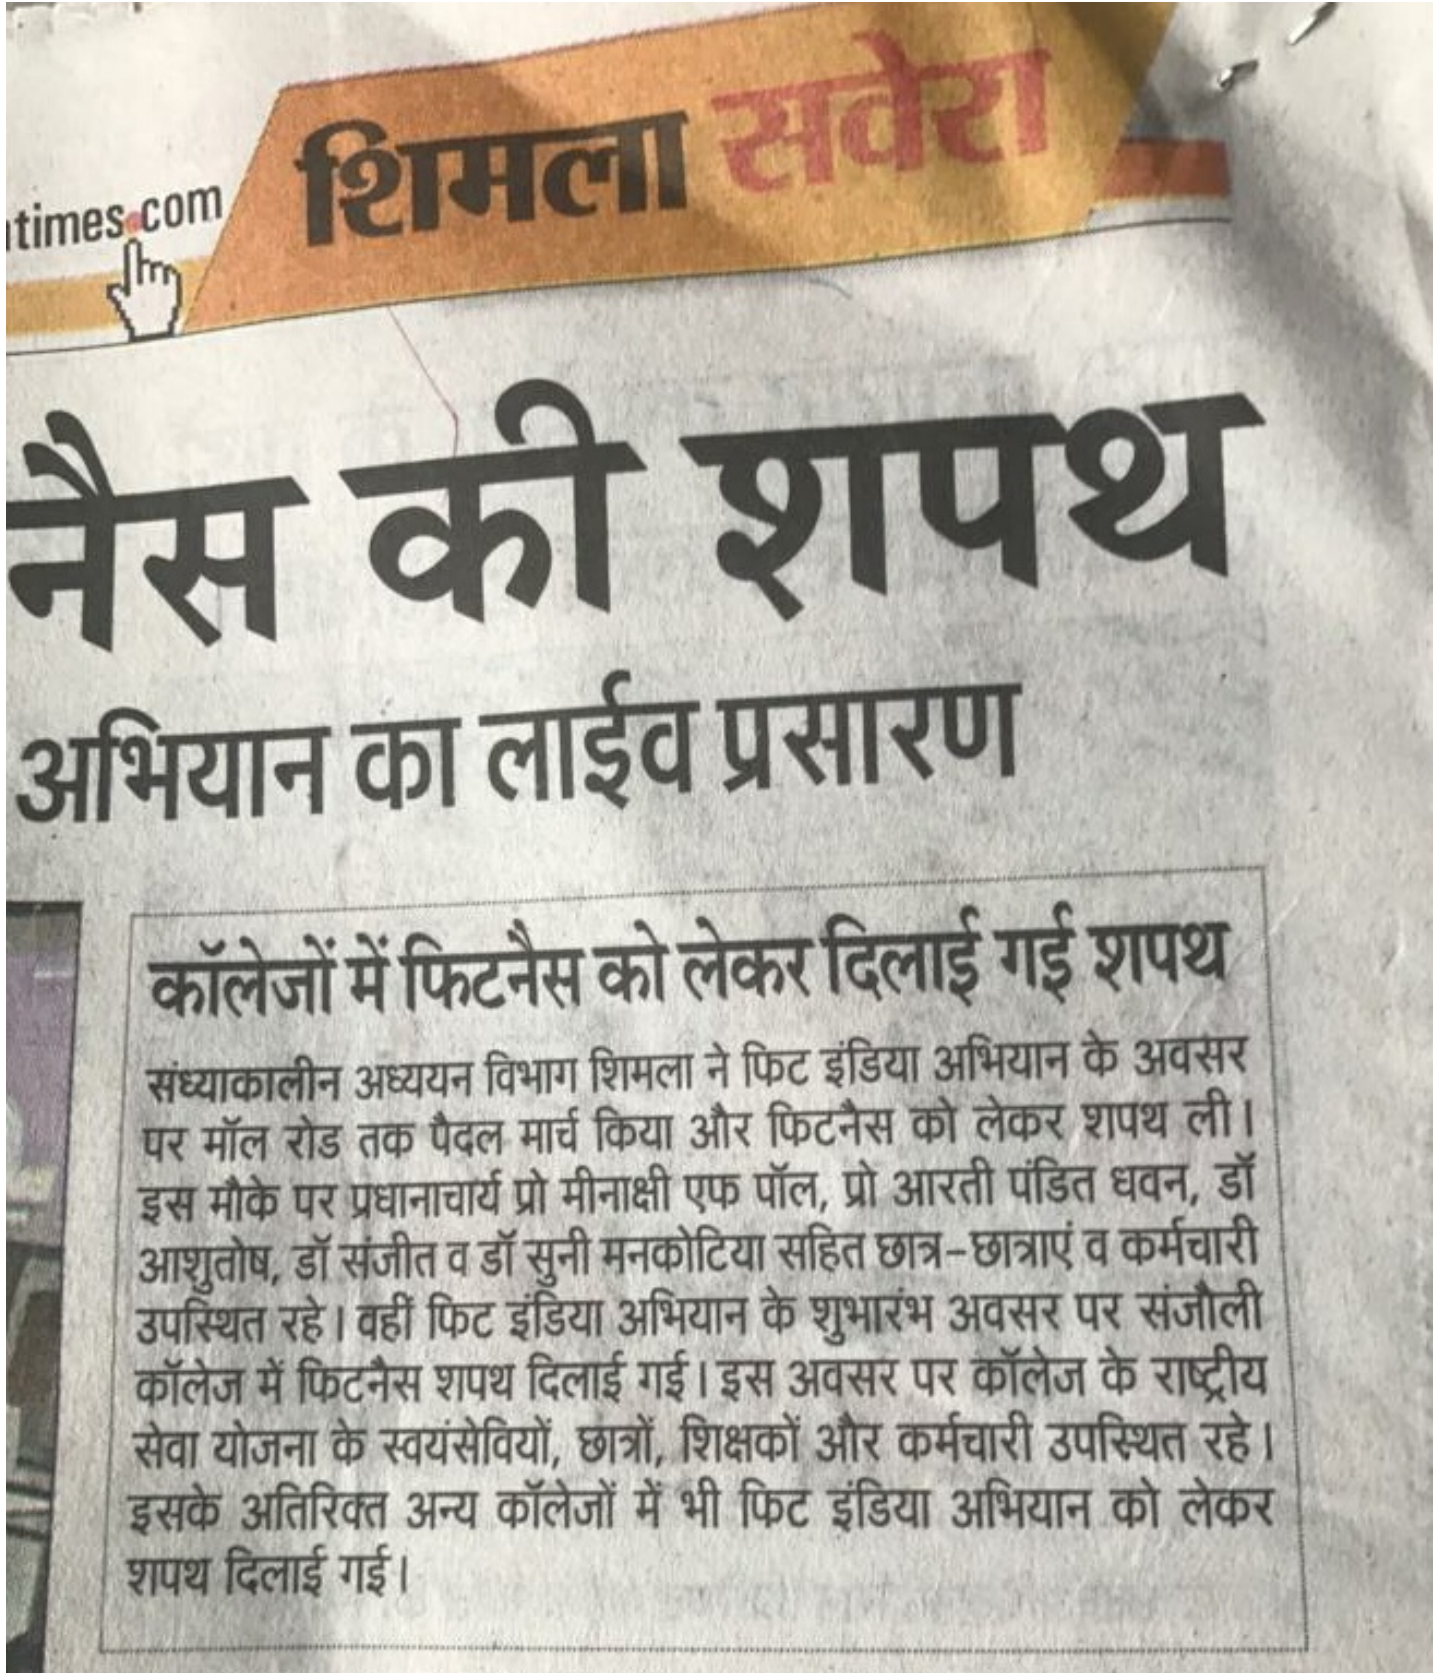 times.com
शिमला सवेरा
नैस की शपथ
अभियान का लाईव प्रसारण
कॉलेजों में फिटनैस को लेकर दिलाई गई शपथ
संध्याकालीन अध्ययन विभाग शिमला ने फिट इंडिया अभियान के अवसर
पर मॉल रोड तक पैदल मार्च किया और फिटनैस को लेकर शपथ ली।
इस मौके पर प्रधानाचार्य प्रो मीनाक्षी एफ पॉल, प्रो आरती पंडित धवन, डॉ
आशुतोष, डॉ संजीत व डॉ सुनी मनकोटिया सहित छात्र-छात्राएं व कर्मचारी
उपस्थित रहे। वहीं फिट इंडिया अभियान के शुभारंभ अवसर पर संजौली
कॉलेज में फिटनैस शपथ दिलाई गई। इस अवसर पर कॉलेज के राष्ट्रीय
सेवा योजना के स्वयंसेवियों, छात्रों, शिक्षकों और कर्मचारी उपस्थित रहे।
इसके अतिरिक्त अन्य कॉलेजों में भी फिट इंडिया अभियान को लेकर
शपथ दिलाई गई।